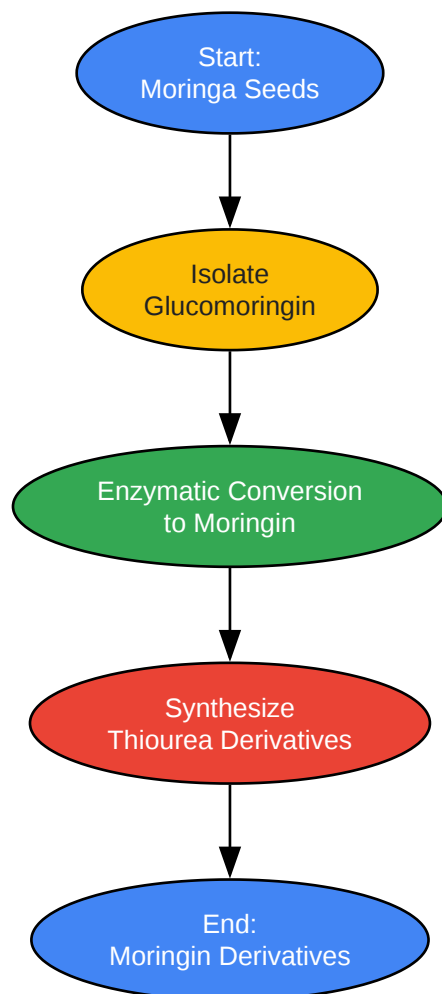 Start:
Moringa Seeds
Isolate
Glucomoringin
Enzymatic Conversion
to Moringin
Synthesize
Thiourea Derivatives
End:
Moringin Derivatives